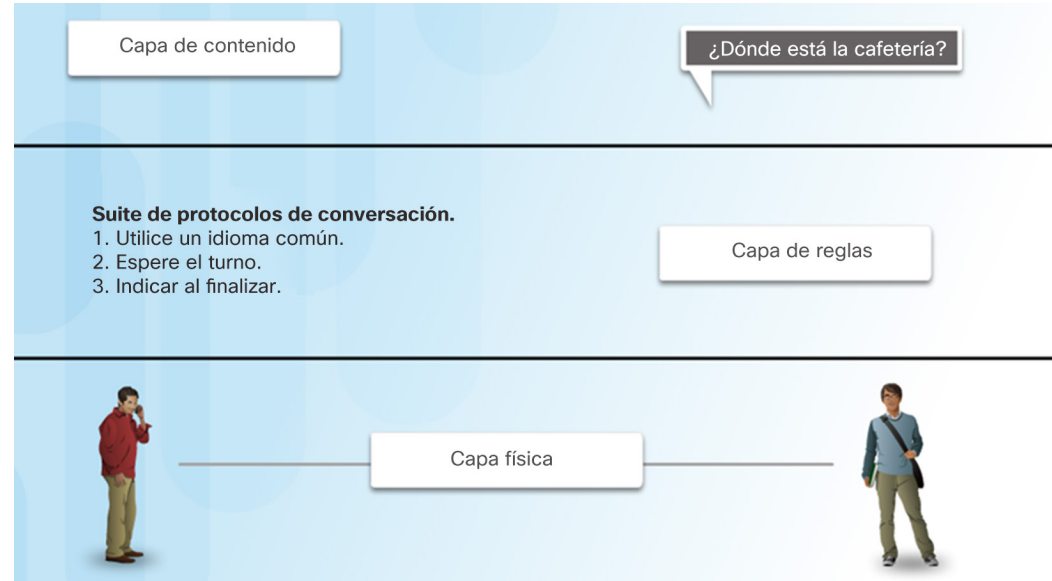 Capa de contenido
¿Dónde está la cafetería?
Suite de protocolos de conversación.
1. Utilice un idioma común.
2. Espere el turno.
3. Indicar al finalizar.
Capa de reglas
Capa física